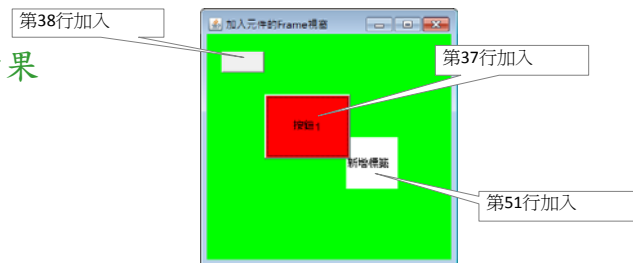 第38行加入
加入元件的Frame視窗
果
第37行加入
按鈕1
新增標籤
第51行加入